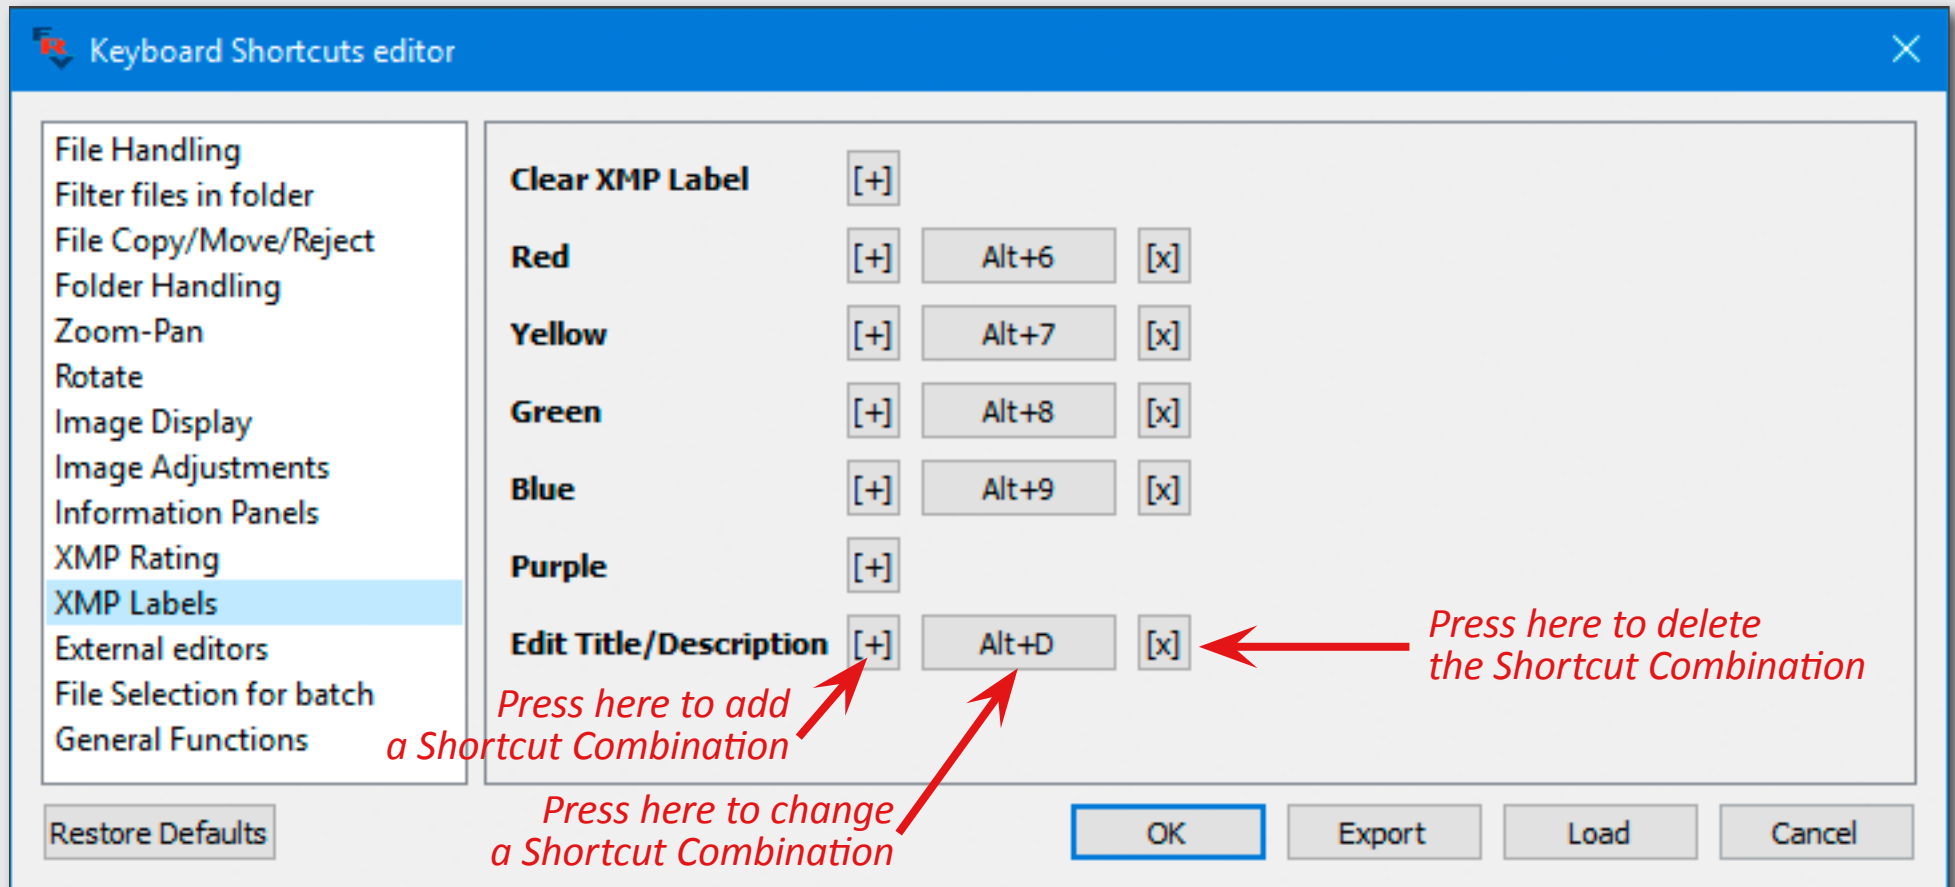 FRV
Keyboard Shortcuts editor
File Handling
Filter files in folder
File Copy/Move/Reject
Folder Handling
Zoom-Pan
Rotate
Image Display
Image Adjustments
Information Panels
XMP Rating
XMP Labels
External editors
File Selection for batch
General Functions
Clear XMP Label [+]
Red [+] Alt+6 [x]
Yellow [+] Alt+7 [x]
Green [+] Alt+8 [x]
Blue [+] Alt+9 [x]
Purple [+]
Edit Title/Description [+] Alt+D [x]
Press here to delete
the Shortcut Combination
Press here to add
a Shortcut Combination
Press here to change
a Shortcut Combination
Restore Defaults
OK Export Load Cancel